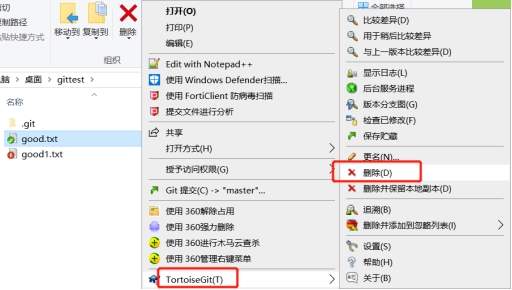 剪切
复制路径
粘贴快捷方式
移动到
复制到
删除
组织
脑 > 桌面 > gittest >
名称
.git
good.txt
good1.txt
打开(O)
打印(P)
编辑(E)
Edit with Notepad++
使用 Windows Defender扫描...
使用 FortiClient 防病毒扫描
提交文件进行分析
共享
打开方式(H)
授予访问权限(G)
Git 提交(C) -> "master"...
使用 360解除占用
使用 360强力删除
使用 360进行木马云查杀
使用 360管理右键菜单
TortoiseGit(T)
全部选择
比较差异(D)
用于稍后比较差异
与上一版本比较差异(D)
显示日志(L)
后台服务进程
版本分支图(G)
检查已修改(F)
保存贮藏
更名(N)...
删除(D)
删除并保留本地副本(D)
追溯(B)
删除并添加到忽略列表(I)
设置(S)
帮助(H)
关于(B)